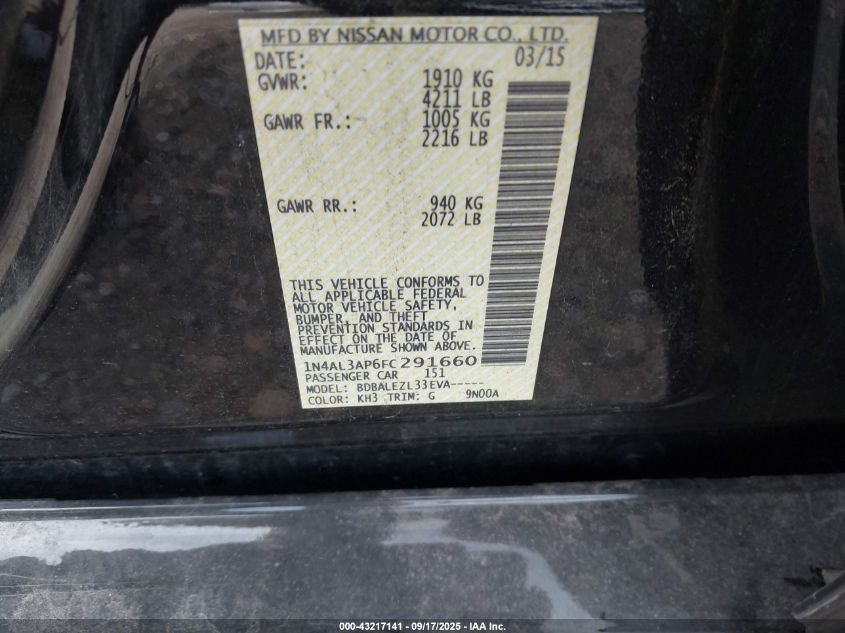 MFD BY NISSAN MOTOR CO., LTD.
DATE: 03/15
GVWR: 1910 KG
4211 LB
GAWR FR.: 1005 KG
2216 LB
GAWR RR.: 940 KG
2072 LB
THIS VEHICLE CONFORMS TO
ALL APPLICABLE FEDERAL
MOTOR VEHICLE SAFETY,
BUMPER, AND THEFT
PREVENTION STANDARDS IN
EFFECT ON THE DATE OF
MANUFACTURE SHOWN ABOVE.
1N4AL3AP6FC291660
PASSENGER CAR 151
MODEL: BDBALEZL33EVA-----
COLOR: KH3 TRIM: G 9N00A
000-43217141 - 09/17/2025 - IAA Inc.